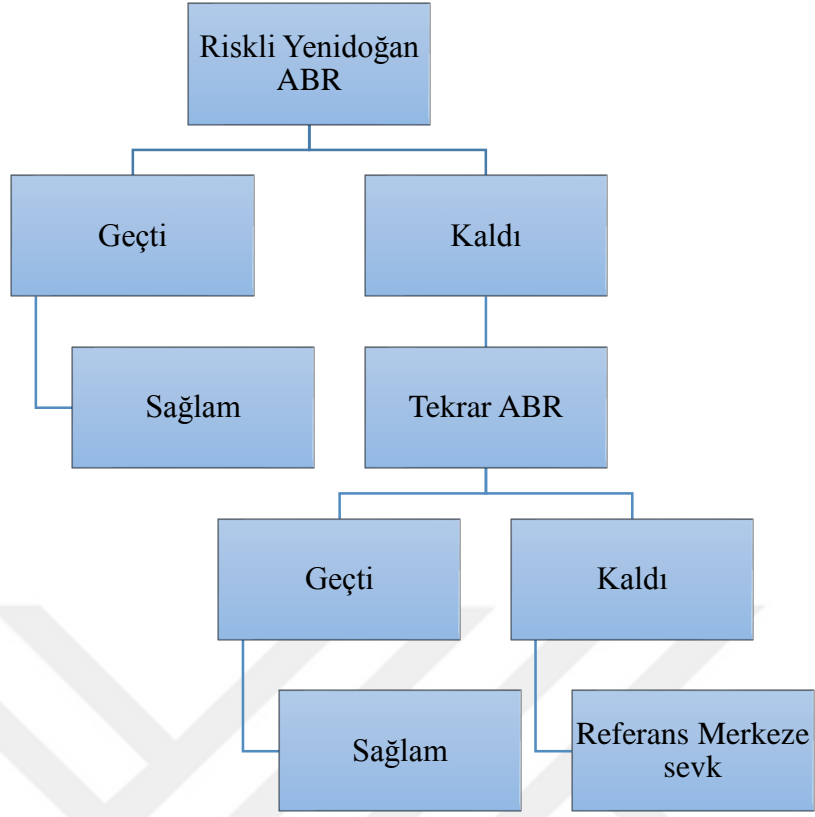 Riskli Yenidoğan
ABR
Geçti
Kaldı
Sağlam
Tekrar ABR
Geçti
Kaldı
Sağlam
Referans Merkeze
sevk